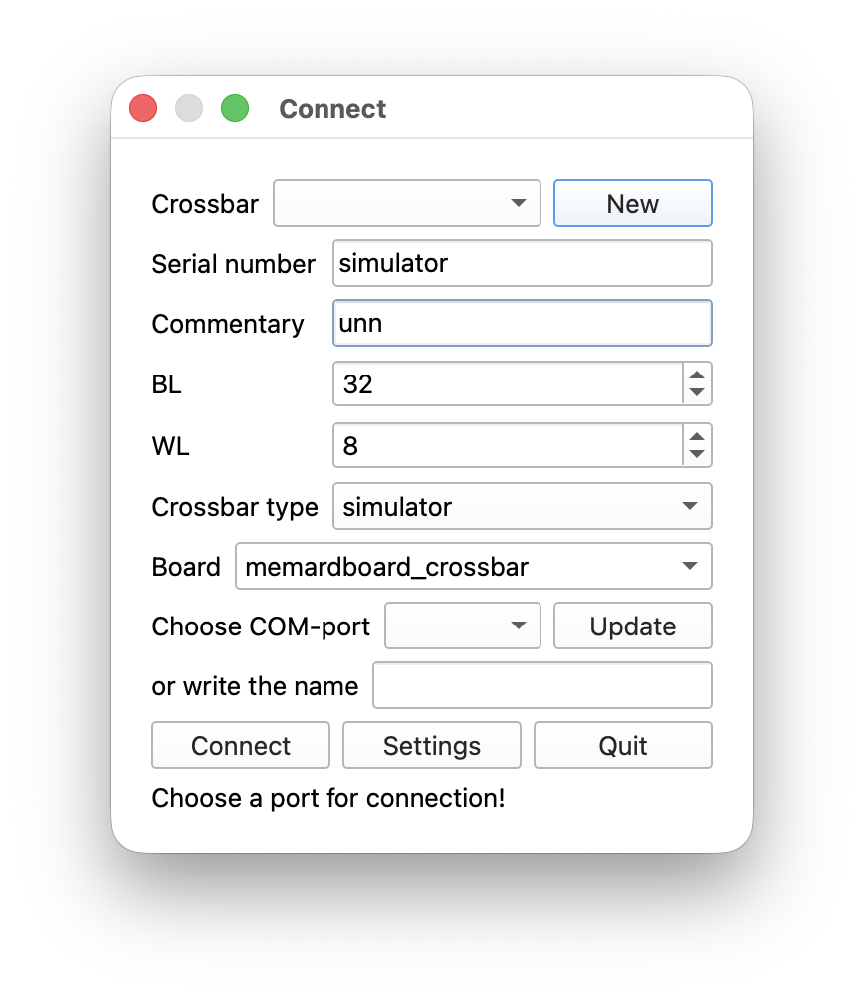 Connect
Crossbar New
Serial number simulator
Commentary unn
BL 32
WL 8
Crossbar type simulator
Board memardboard_crossbar
Choose COM-port Update
or write the name
Connect Settings Quit
Choose a port for connection!